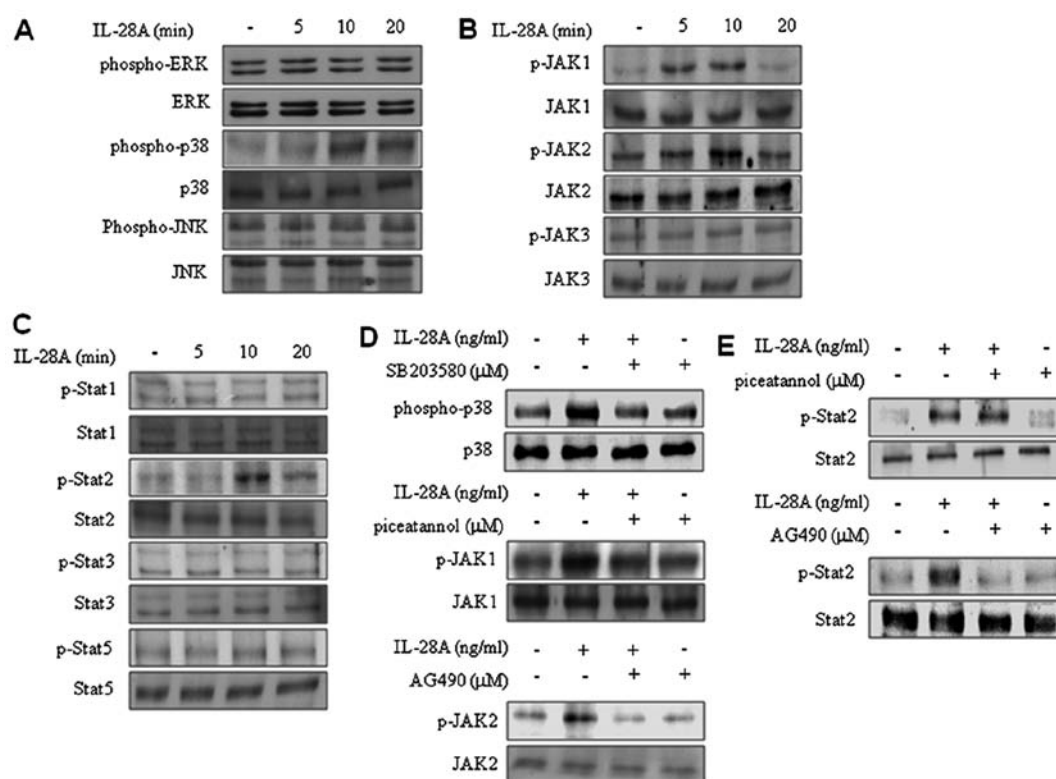 A
IL-28A (min) - 5 10 20
phospho-ERK
ERK
phospho-p38
p38
Phospho-JNK
JNK
B
IL-28A (min) - 5 10 20
p-JAK1
JAK1
p-JAK2
JAK2
p-JAK3
JAK3
C
IL-28A (min) - 5 10 20
p-Stat1
Stat1
p-Stat2
Stat2
p-Stat3
Stat3
p-Stat5
Stat5
D
IL-28A (ng/ml) - + + -
SB203580 (μM) - - + +
phospho-p38
p38
IL-28A (ng/ml) - + + -
piceatannol (μM) - - + +
p-JAK1
JAK1
IL-28A (ng/ml) - + + -
AG490 (μM) - - + +
p-JAK2
JAK2
E
IL-28A (ng/ml) - + + -
piceatannol (μM) - - + +
p-Stat2
Stat2
IL-28A (ng/ml) - + + -
AG490 (μM) - - + +
p-Stat2
Stat2